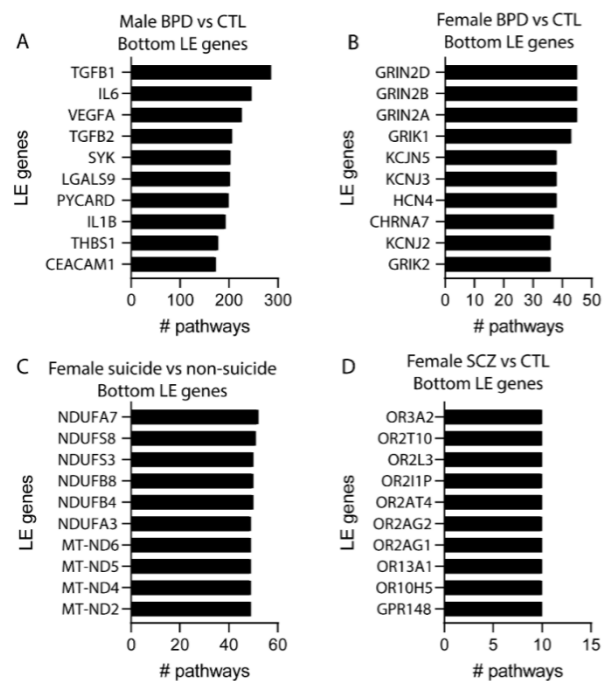 A
Male BPD vs CTL
Bottom LE genes
LE genes
TGFB1
IL6
VEGFA
TGFB2
SYK
LGALS9
PYCARD
IL1B
THBS1
CEACAM1
0 100 200 300
# pathways
B
Female BPD vs CTL
Bottom LE genes
LE genes
GRIN2D
GRIN2B
GRIN2A
GRIK1
KCJN5
KCNJ3
HCN4
CHRNA7
KCNJ2
GRIK2
0 10 20 30 40 50
# pathways
C
Female suicide vs non-suicide
Bottom LE genes
LE genes
NDUFA7
NDUFS8
NDUFS3
NDUFB8
NDUFB4
NDUFA3
MT-ND6
MT-ND5
MT-ND4
MT-ND2
0 20 40 60
# pathways
D
Female SCZ vs CTL
Bottom LE genes
LE genes
OR3A2
OR2T10
OR2L3
OR2I1P
OR2AT4
OR2AG2
OR2AG1
OR13A1
OR10H5
GPR148
0 5 10 15
# pathways